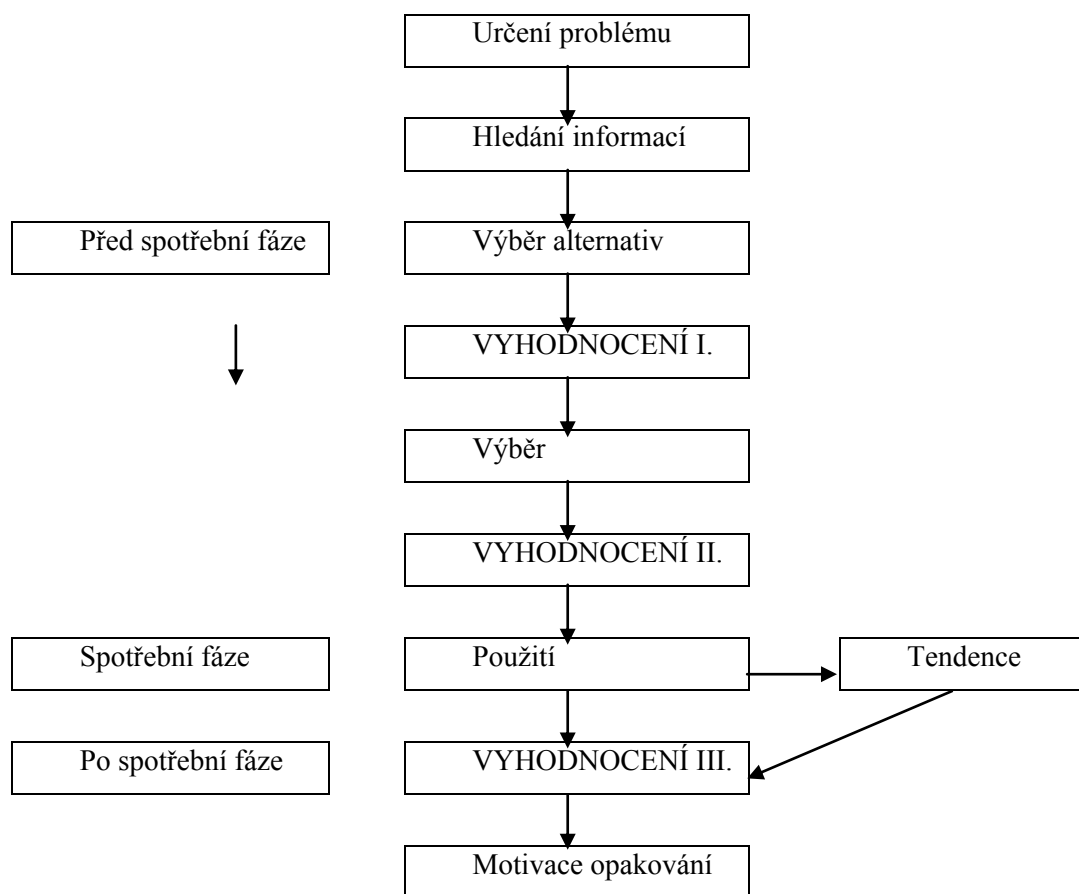 Určení problému
Hledání informací
Před spotřební fáze
Výběr alternativ
VYHODNOCENÍ I.
Výběr
VYHODNOCENÍ II.
Spotřební fáze
Použití
Tendence
Po spotřební fáze
VYHODNOCENÍ III.
Motivace opakování